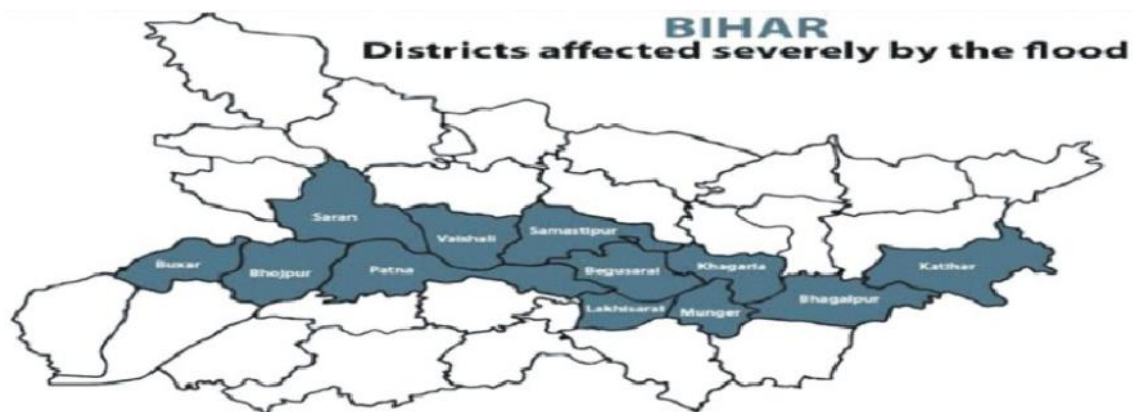 BIHAR
Districts affected severely by the flood
Saran
Vaishali
Samastipur
Buxar
Bhojpur
Patna
Begusarai
Khagaria
Katihar
Lakhisarai
Munger
Bhagalpur